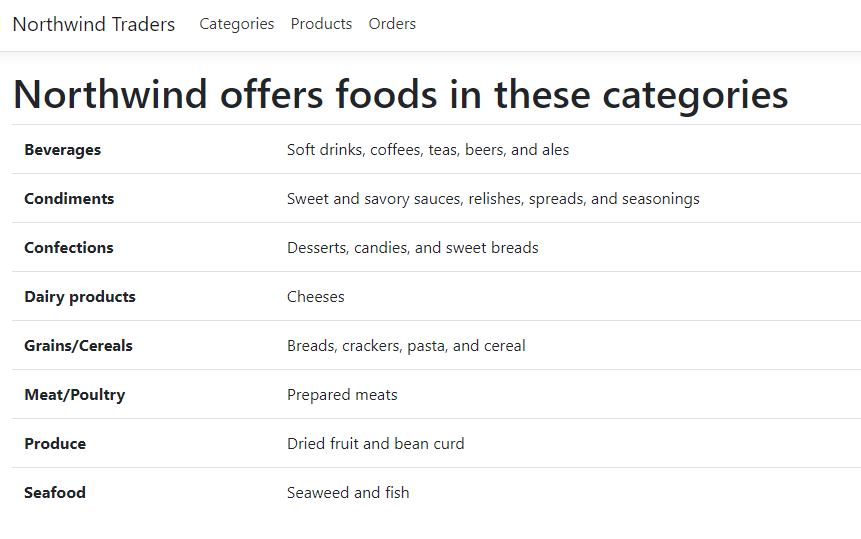 Northwind Traders Categories Products Orders
Northwind offers foods in these categories
Beverages Soft drinks, coffees, teas, beers, and ales
Condiments Sweet and savory sauces, relishes, spreads, and seasonings
Confections Desserts, candies, and sweet breads
Dairy products Cheeses
Grains/Cereals Breads, crackers, pasta, and cereal
Meat/Poultry Prepared meats
Produce Dried fruit and bean curd
Seafood Seaweed and fish